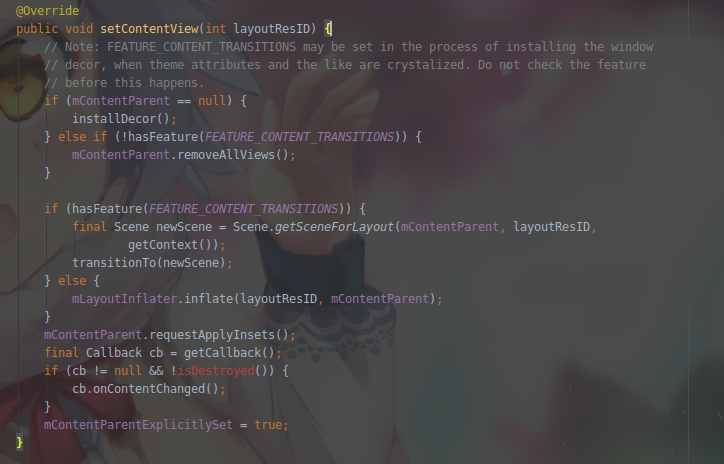 @Override
public void setContentView(int layoutResID) {
// Note: FEATURE_CONTENT_TRANSITIONS may be set in the process of installing the window
// decor, when theme attributes and the like are crystalized. Do not check the feature
// before this happens.
if (mContentParent == null) {
installDecor();
} else if (!hasFeature(FEATURE_CONTENT_TRANSITIONS)) {
mContentParent.removeAllViews();
}
if (hasFeature(FEATURE_CONTENT_TRANSITIONS)) {
final Scene newScene = Scene.getSceneForLayout(mContentParent, layoutResID,
getContext());
transitionTo(newScene);
} else {
mLayoutInflater.inflate(layoutResID, mContentParent);
}
mContentParent.requestApplyInsets();
final Callback cb = getCallback();
if (cb != null && !isDestroyed()) {
cb.onContentChanged();
}
mContentParentExplicitlySet = true;
}